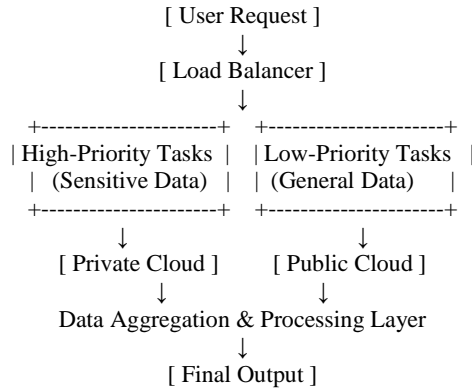 [ User Request ]
↓
[ Load Balancer ]
↓
+-----------------------+ +-----------------------+
| High-Priority Tasks | | Low-Priority Tasks |
| (Sensitive Data) | | (General Data) |
+-----------------------+ +-----------------------+
↓ ↓
[ Private Cloud ] [ Public Cloud ]
↓ ↓
Data Aggregation & Processing Layer
↓
[ Final Output ]